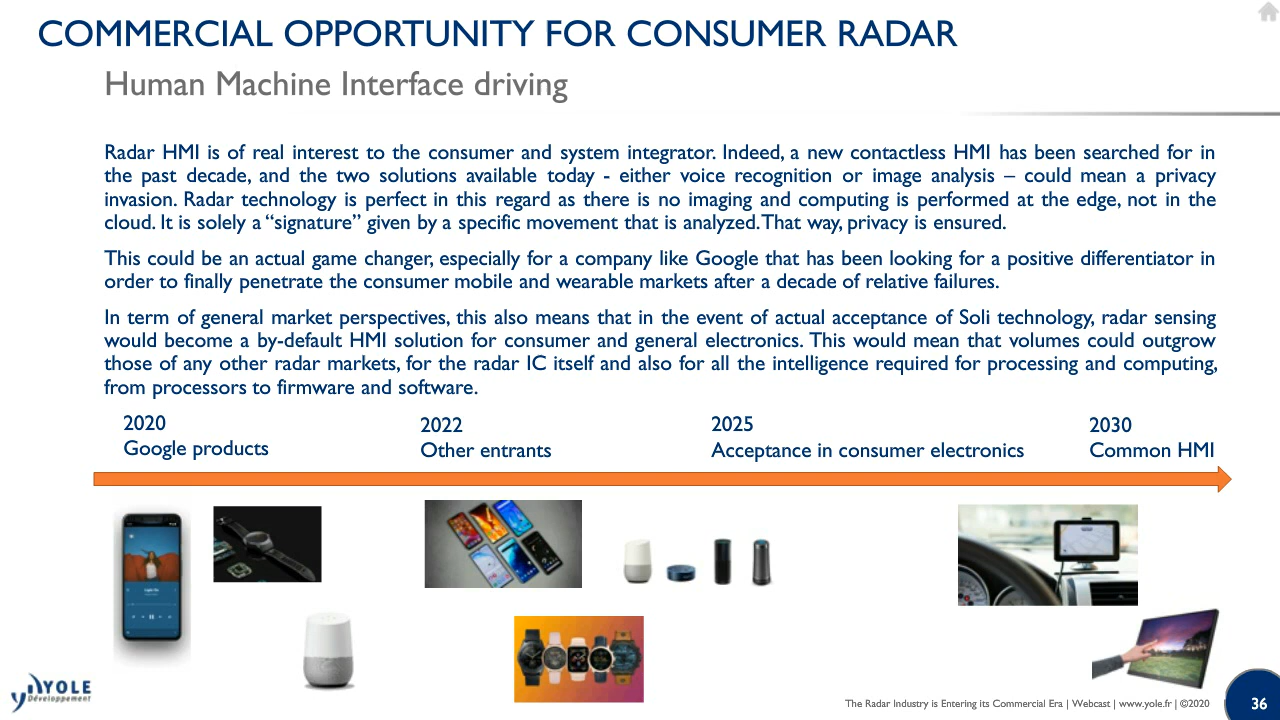 COMMERCIAL OPPORTUNITY FOR CONSUMER RADAR
Human Machine Interface driving
Radar HMI is of real interest to the consumer and system integrator. Indeed, a new contactless HMI has been searched for in
the past decade, and the two solutions available today - either voice recognition or image analysis – could mean a privacy
invasion. Radar technology is perfect in this regard as there is no imaging and computing is performed at the edge, not in the
cloud. It is solely a “signature” given by a specific movement that is analyzed. That way, privacy is ensured.
This could be an actual game changer, especially for a company like Google that has been looking for a positive differentiator in
order to finally penetrate the consumer mobile and wearable markets after a decade of relative failures.
In term of general market perspectives, this also means that in the event of actual acceptance of Soli technology, radar sensing
would become a by-default HMI solution for consumer and general electronics. This would mean that volumes could outgrow
those of any other radar markets, for the radar IC itself and also for all the intelligence required for processing and computing,
from processors to firmware and software.
2020
Google products
2022
Other entrants
2025
Acceptance in consumer electronics
2030
Common HMI
YOLE
Développement
The Radar Industry is Entering its Commercial Era | Webcast | www.yole.fr | ©2020
36